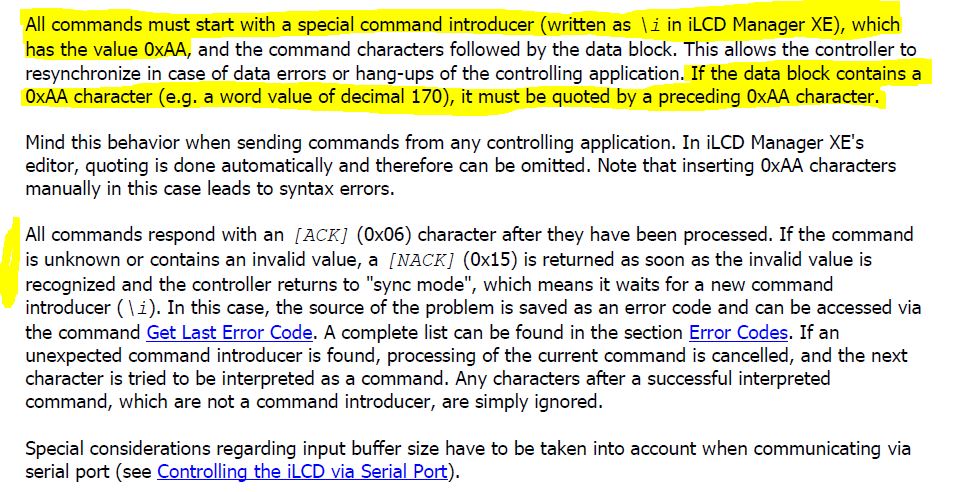 All commands must start with a special command introducer (written as \i in iLCD Manager XE), which
has the value 0xAA, and the command characters followed by the data block. This allows the controller to
resynchronize in case of data errors or hang-ups of the controlling application. If the data block contains a
0xAA character (e.g. a word value of decimal 170), it must be quoted by a preceding 0xAA character.
Mind this behavior when sending commands from any controlling application. In iLCD Manager XE's
editor, quoting is done automatically and therefore can be omitted. Note that inserting 0xAA characters
manually in this case leads to syntax errors.
All commands respond with an [ACK] (0x06) character after they have been processed. If the command
is unknown or contains an invalid value, a [NACK] (0x15) is returned as soon as the invalid value is
recognized and the controller returns to "sync mode", which means it waits for a new command
introducer (\i). In this case, the source of the problem is saved as an error code and can be accessed via
the command Get Last Error Code. A complete list can be found in the section Error Codes. If an
unexpected command introducer is found, processing of the current command is cancelled, and the next
character is tried to be interpreted as a command. Any characters after a successful interpreted
command, which are not a command introducer, are simply ignored.
Special considerations regarding input buffer size have to be taken into account when communicating via
serial port (see Controlling the iLCD via Serial Port).